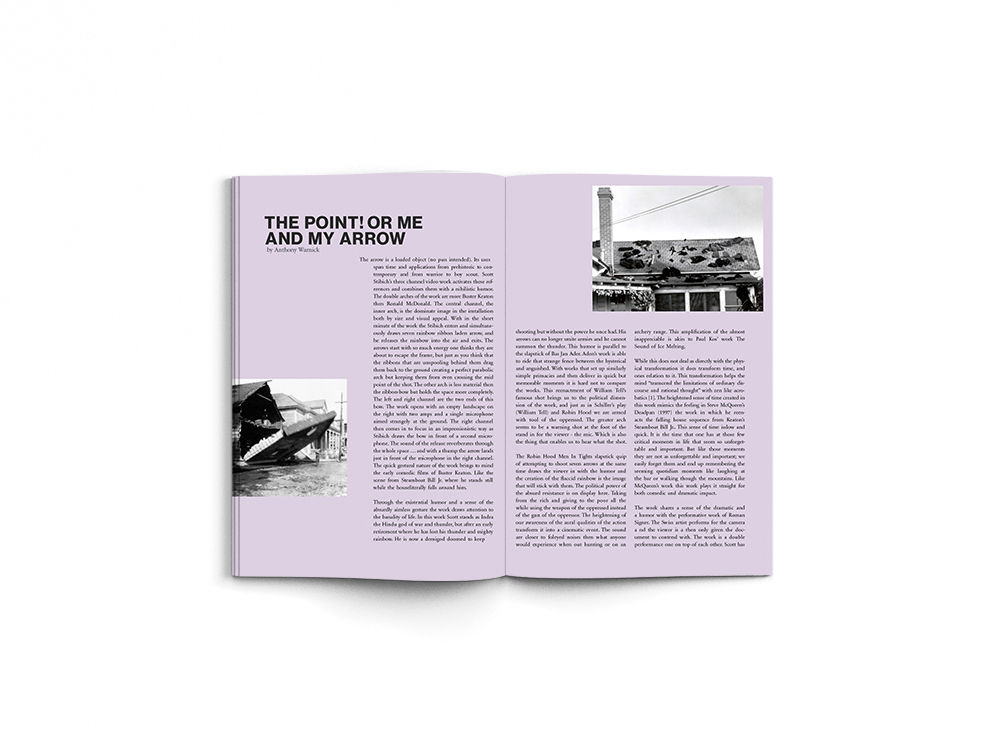 THE POINT! OR ME
AND MY ARROW
by Anthony Warnick
The arrow is a loaded object (no pun intended). Its uses
span time and applications from prehistoric to con-
temporary and from warrior to boy scout. Scott
Stibich's three channel video work activates these ref-
erences and combines them with a nihilistic humor.
The double arches of the work are more Buster Keaton
then Ronald McDonald. The central channel, the
inner arch, is the dominate image in the installation
both by size and visual appeal. With in the short
minute of the work the Stibich enters and simultane-
ously draws seven rainbow ribbon laden arrow, and
he releases the rainbow into the air and exits. The
arrows start with so much energy one thinks they are
about to escape the frame, but just as you think that
the ribbons that are unspooling behind them drag
them back to the ground creating a perfect parabolic
arch but keeping them from even crossing the mid
point of the shot. The other arch is less material then
the ribbon-bow but holds the space more completely.
The left and right channel are the two ends of this
bow. The work opens with an empty landscape on
the right with two amps and a single microphone
aimed strangely at the ground. The right channel
then comes in to focus in an impressionistic way as
Stibich draws the bow in front of a second micro-
phone. The sound of the release reverberates through
the whole space .... and with a thump the arrow lands
just in front of the microphone in the right channel.
The quick gestural nature of the work brings to mind
the early comedic films of Buster Keaton. Like the
scene from Steamboat Bill Jr. where he stands still
while the houseliterally falls around him.
Through the existential humor and a sense of the
absurdly aimless gesture the work draws attention to
the banality of life. In this work Scott stands as Indra
the Hindu god of war and thunder, but after an early
retirement where he has lost his thunder and mighty
rainbow. He is now a demigod doomed to keep
shooting but without the power he once had. His
arrows can no longer smite armies and he cannot
summon the thunder. This humor is parallel to
the slapstick of Bas Jan Ader. Ader's work is able
to ride that strange fence between the hysterical
and anguished. With works that set up similarly
simple primacies and then deliver in quick but
memorable moments it is hard not to compare
the works. This reenactment of William Tell's
famous shot brings us to the political dimen-
sion of the work, and just as in Schiller's play
(William Tell) and Robin Hood we are armed
with tool of the oppressed. The greater arch
seems to be a warning shot at the foot of the
stand in for the viewer - the mic. Which is also
the thing that enables us to hear what the shot.
The Robin Hood Men In Tights slapstick quip
of attempting to shoot seven arrows at the same
time draws the viewer in with the humor and
the creation of the flaccid rainbow is the image
that will stick with them. The political power of
the absurd resistance is on display here. Taking
from the rich and giving to the poor all the
while using the weapon of the oppressed instead
of the gun of the oppressor. The heightening of
our awareness of the aural qualities of the action
transform it into a cinematic event. The sound
are closer to foleyed noises then what anyone
would experience when out hunting or on an
archery range. This amplification of the almost
inappreciable is akin to Paul Kos' work The
Sound of Ice Melting.
While this does not deal as directly with the phys-
ical transformation it does transform time, and
ones relation to it. This transformation helps the
mind "transcend the limitations of ordinary dis-
course and rational thought" with zen like acro-
batics [1]. The heightened sense of time created in
this work mimics the feeling in Steve McQueen's
Deadpan (1997) the work in which he reen-
acts the falling house sequence from Keaton's
Steamboat Bill Jr. This sense of time isslow and
quick. It is the time that one has at those few
critical moments in life that seem so unforget-
table and important. But like those moments
they are not as unforgettable and important; we
easily forget them and end up remembering the
seeming quotidian moments like laughing at
the bar or walking though the mountains. Like
McQueen's work this work plays it straight for
both comedic and dramatic impact.
The work shares a sense of the dramatic and
a humor with the performative work of Roman
Signer. The Swiss artist performs for the camera
a nd the viewer is a then only given the doc-
ument to contend with. The work is a double
performance one on top of each other. Scott has